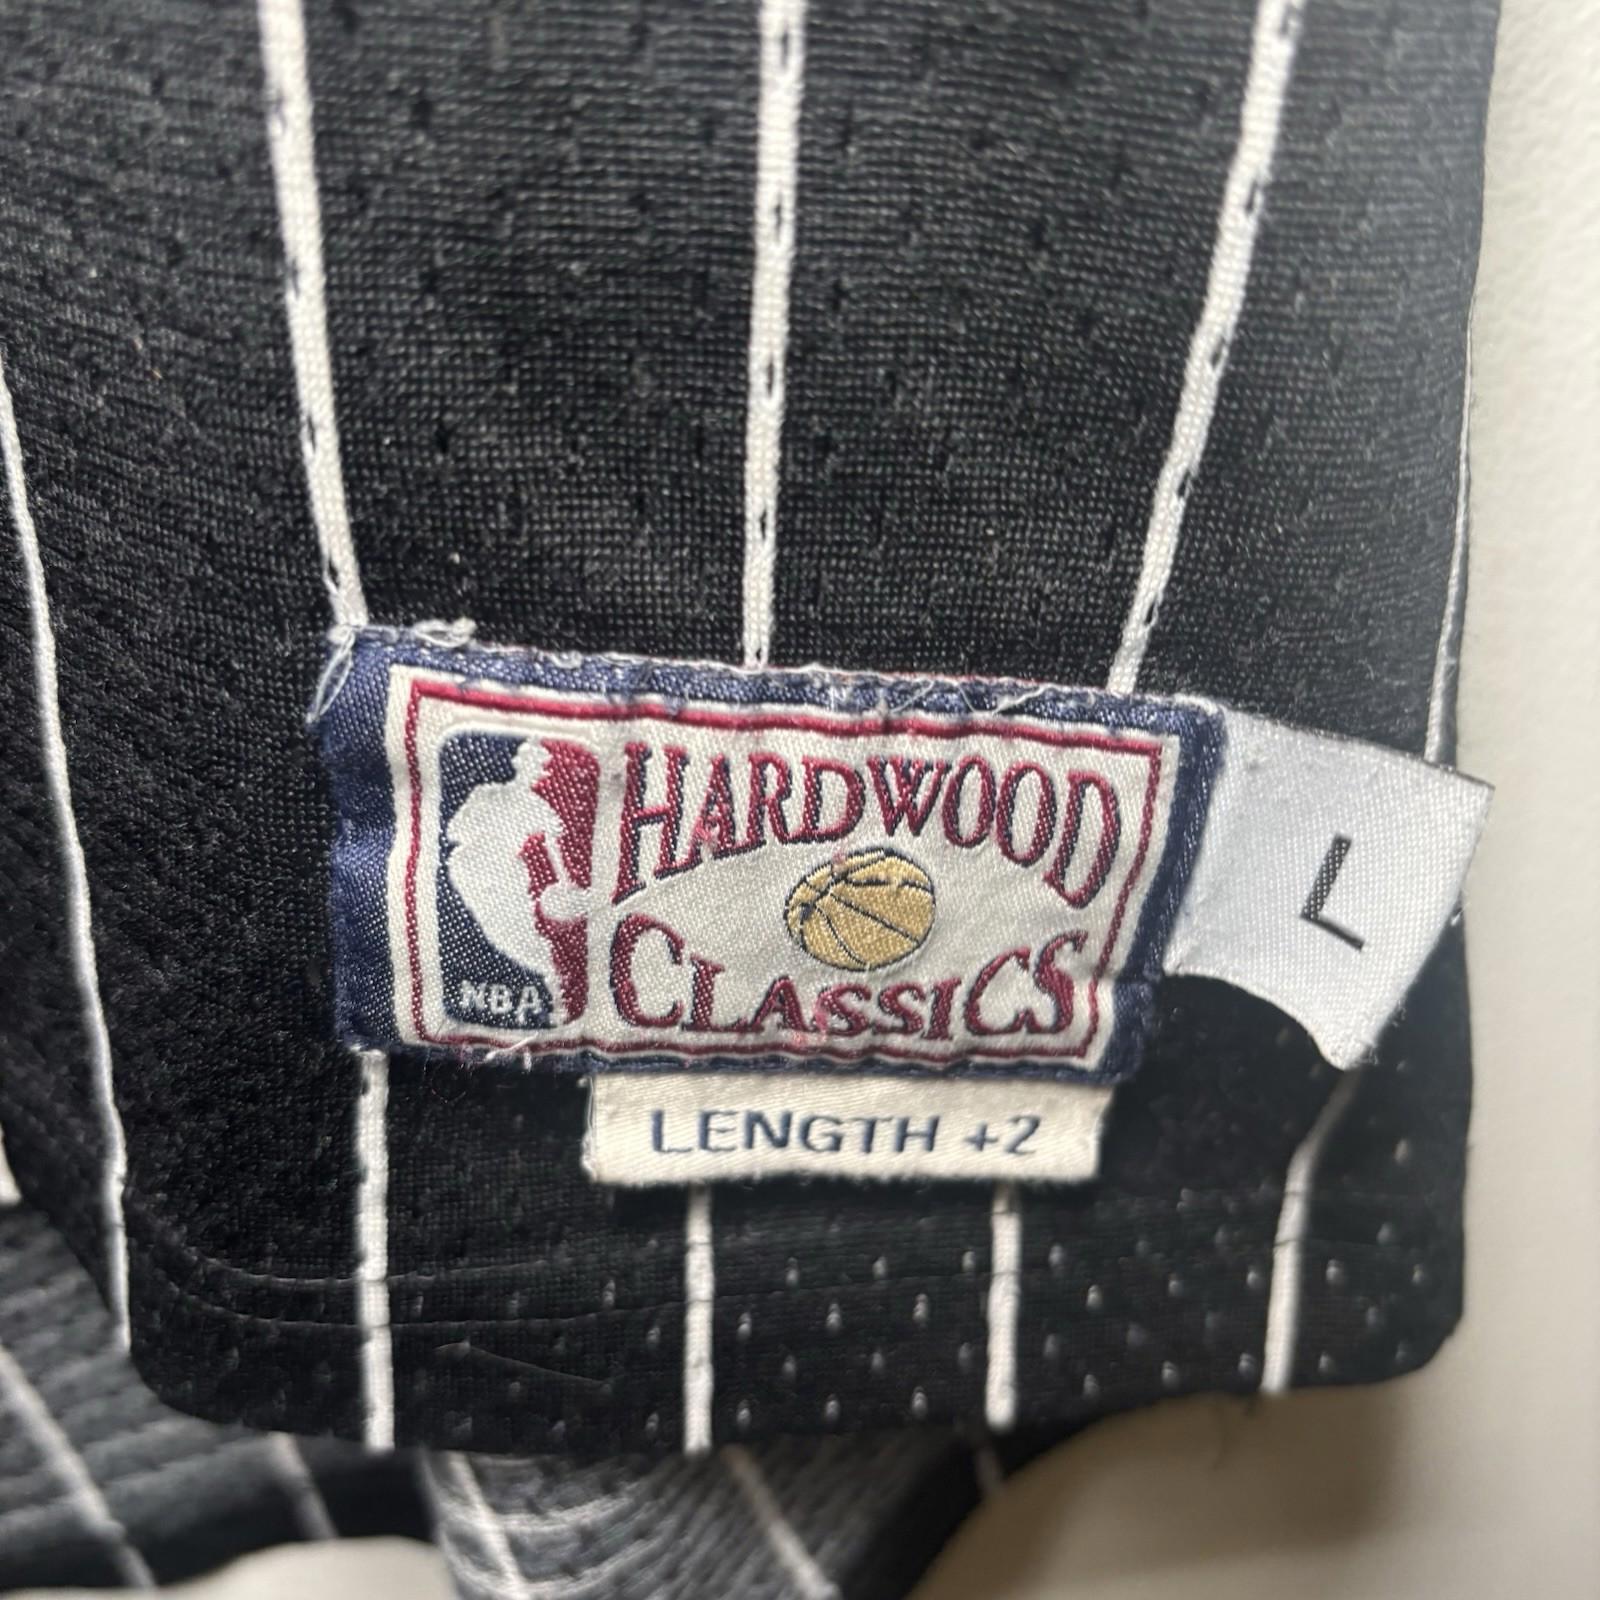 HARDWOOD
CLASSICS
NBA
L
LENGTH +2